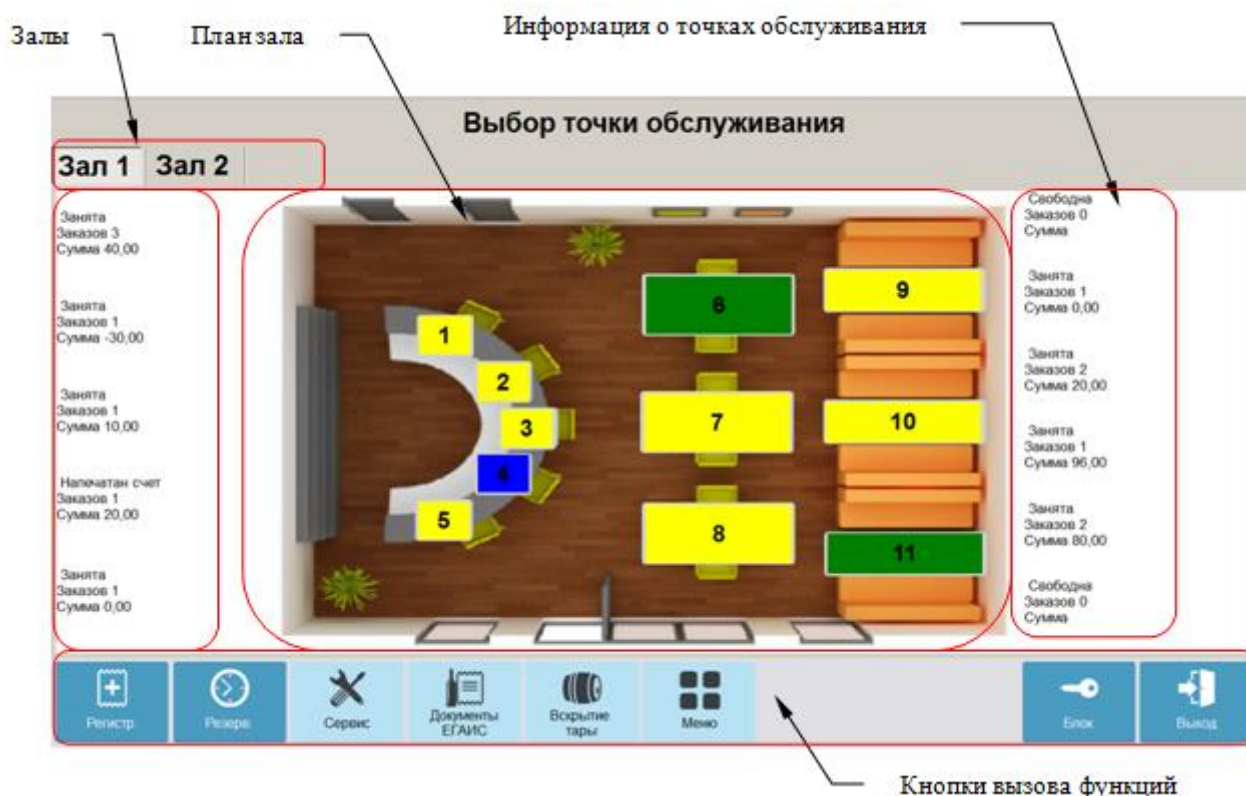 Залы
План зала
Информация о точках обслуживания
Выбор точки обслуживания
Зал 1 Зал 2
Занята
Заказов 3
Сумма 40,00
Занята
Заказов 1
Сумма -30,00
Занята
Заказов 1
Сумма 10,00
Напечатан счет
Заказов 1
Сумма 20,00
Занята
Заказов 1
Сумма 0,00
1
2
3
4
5
6
7
8
9
10
11
Свободна
Заказов 0
Сумма
Занята
Заказов 1
Сумма 0,00
Занята
Заказов 2
Сумма 20,00
Занята
Заказов 1
Сумма 96,00
Занята
Заказов 2
Сумма 80,00
Свободна
Заказов 0
Сумма
Регистр.
Резерв.
Сервис
Документы
ЕГАИС
Вскрытие
тары
Меню
Блок
Выход
Кнопки вызова функций